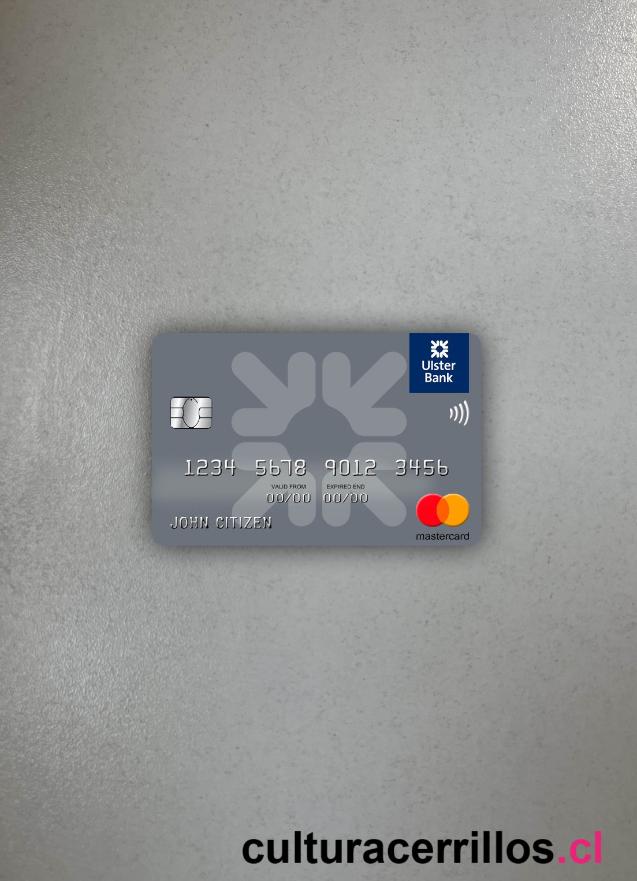 Ulster
Bank
1234 5678 9012 3456
VALID FROM EXPIRED END
00/00 00/00
JOHN CITIZEN
mastercard
culturacerrillos.cl